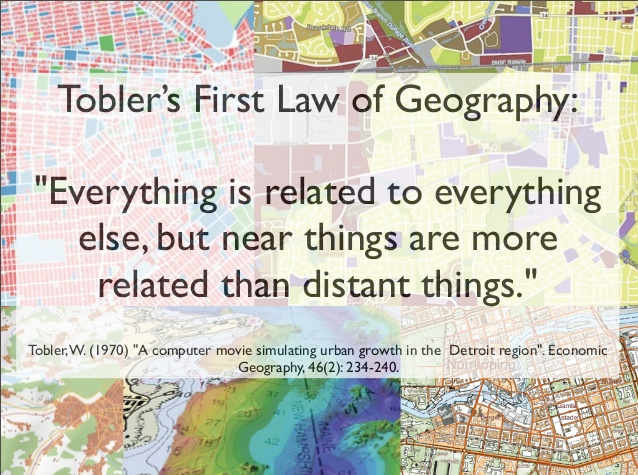 Tobler's First Law of Geography:
"Everything is related to everything
else, but near things are more
related than distant things."
Tobler, W. (1970) "A computer movie simulating urban growth in the Detroit region". Economic
Geography, 46(2): 234-240.
Norrköping